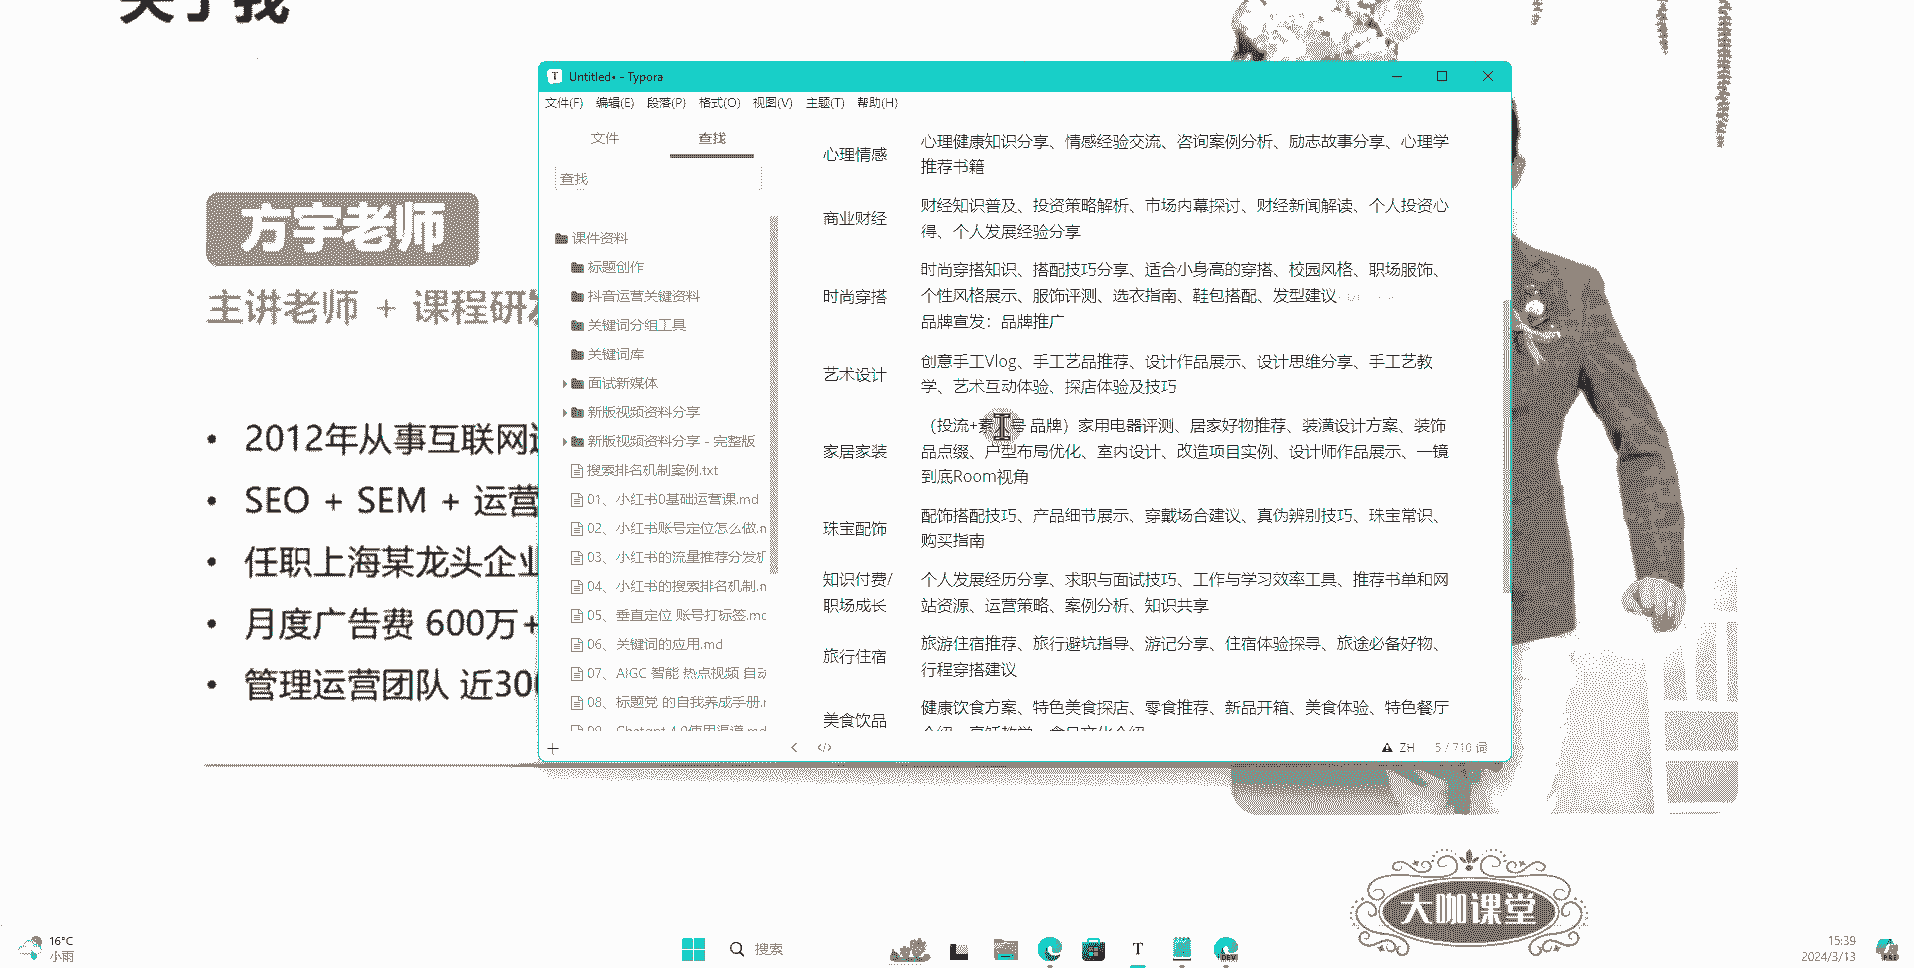 关于我
方宇老师
主讲老师 + 课程研发
2012年从事互联网运
SEO + SEM + 运营
任职上海某龙头企业
月度广告费 600万+
管理运营团队 近300
Untitled• - Typora
文件(F) 编辑(E) 段落(P) 格式(O) 视图(V) 主题(T) 帮助(H)
文件 查找
查找
课件资料
标题创作
抖音运营关键资料
关键词分组工具
关键词库
面试新媒体
新版视频资料分享
新版视频资料分享 - 完整版
搜索排名机制案例.txt
01、小红书0基础运营课.md
02、小红书账号定位怎么做.m
03、小红书的流量推荐分发机
04、小红书的搜索排名机制.m
05、垂直定位 账号打标签.md
06、关键词的应用.md
07、AIGC 智能 热点视频 自动
08、标题党 的自我养成手册.m
09、Chatgpt 4.0使用渠道.md
心理情感
心理健康知识分享、情感经验交流、咨询案例分析、励志故事分享、心理学
推荐书籍
商业财经
财经知识普及、投资策略解析、市场内幕探讨、财经新闻解读、个人投资心
得、个人发展经验分享
时尚穿搭
时尚穿搭知识、搭配技巧分享、适合小身高的穿搭、校园风格、职场服饰、
个性风格展示、服饰评测、选衣指南、鞋包搭配、发型建议
品牌宣发：品牌推广
艺术设计
创意手工Vlog、手工艺品推荐、设计作品展示、设计思维分享、手工艺教
学、艺术互动体验、探店体验及技巧
家居家装
（投流+素 号 品牌）家用电器评测、居家好物推荐、装潢设计方案、装饰
品点缀、户型布局优化、室内设计、改造项目实例、设计师作品展示、一镜
到底Room视角
珠宝配饰
配饰搭配技巧、产品细节展示、穿戴场合建议、真伪辨别技巧、珠宝常识、
购买指南
知识付费/
职场成长
个人发展经历分享、求职与面试技巧、工作与学习效率工具、推荐书单和网
站资源、运营策略、案例分析、知识共享
旅行住宿
旅游住宿推荐、旅行避坑指导、游记分享、住宿体验探寻、旅途必备好物、
行程穿搭建议
美食饮品
健康饮食方案、特色美食探店、零食推荐、新品开箱、美食体验、特色餐厅
ZH 5 / 710 词
大咖课堂
16°C
小雨
搜索
15:39
2024/3/13